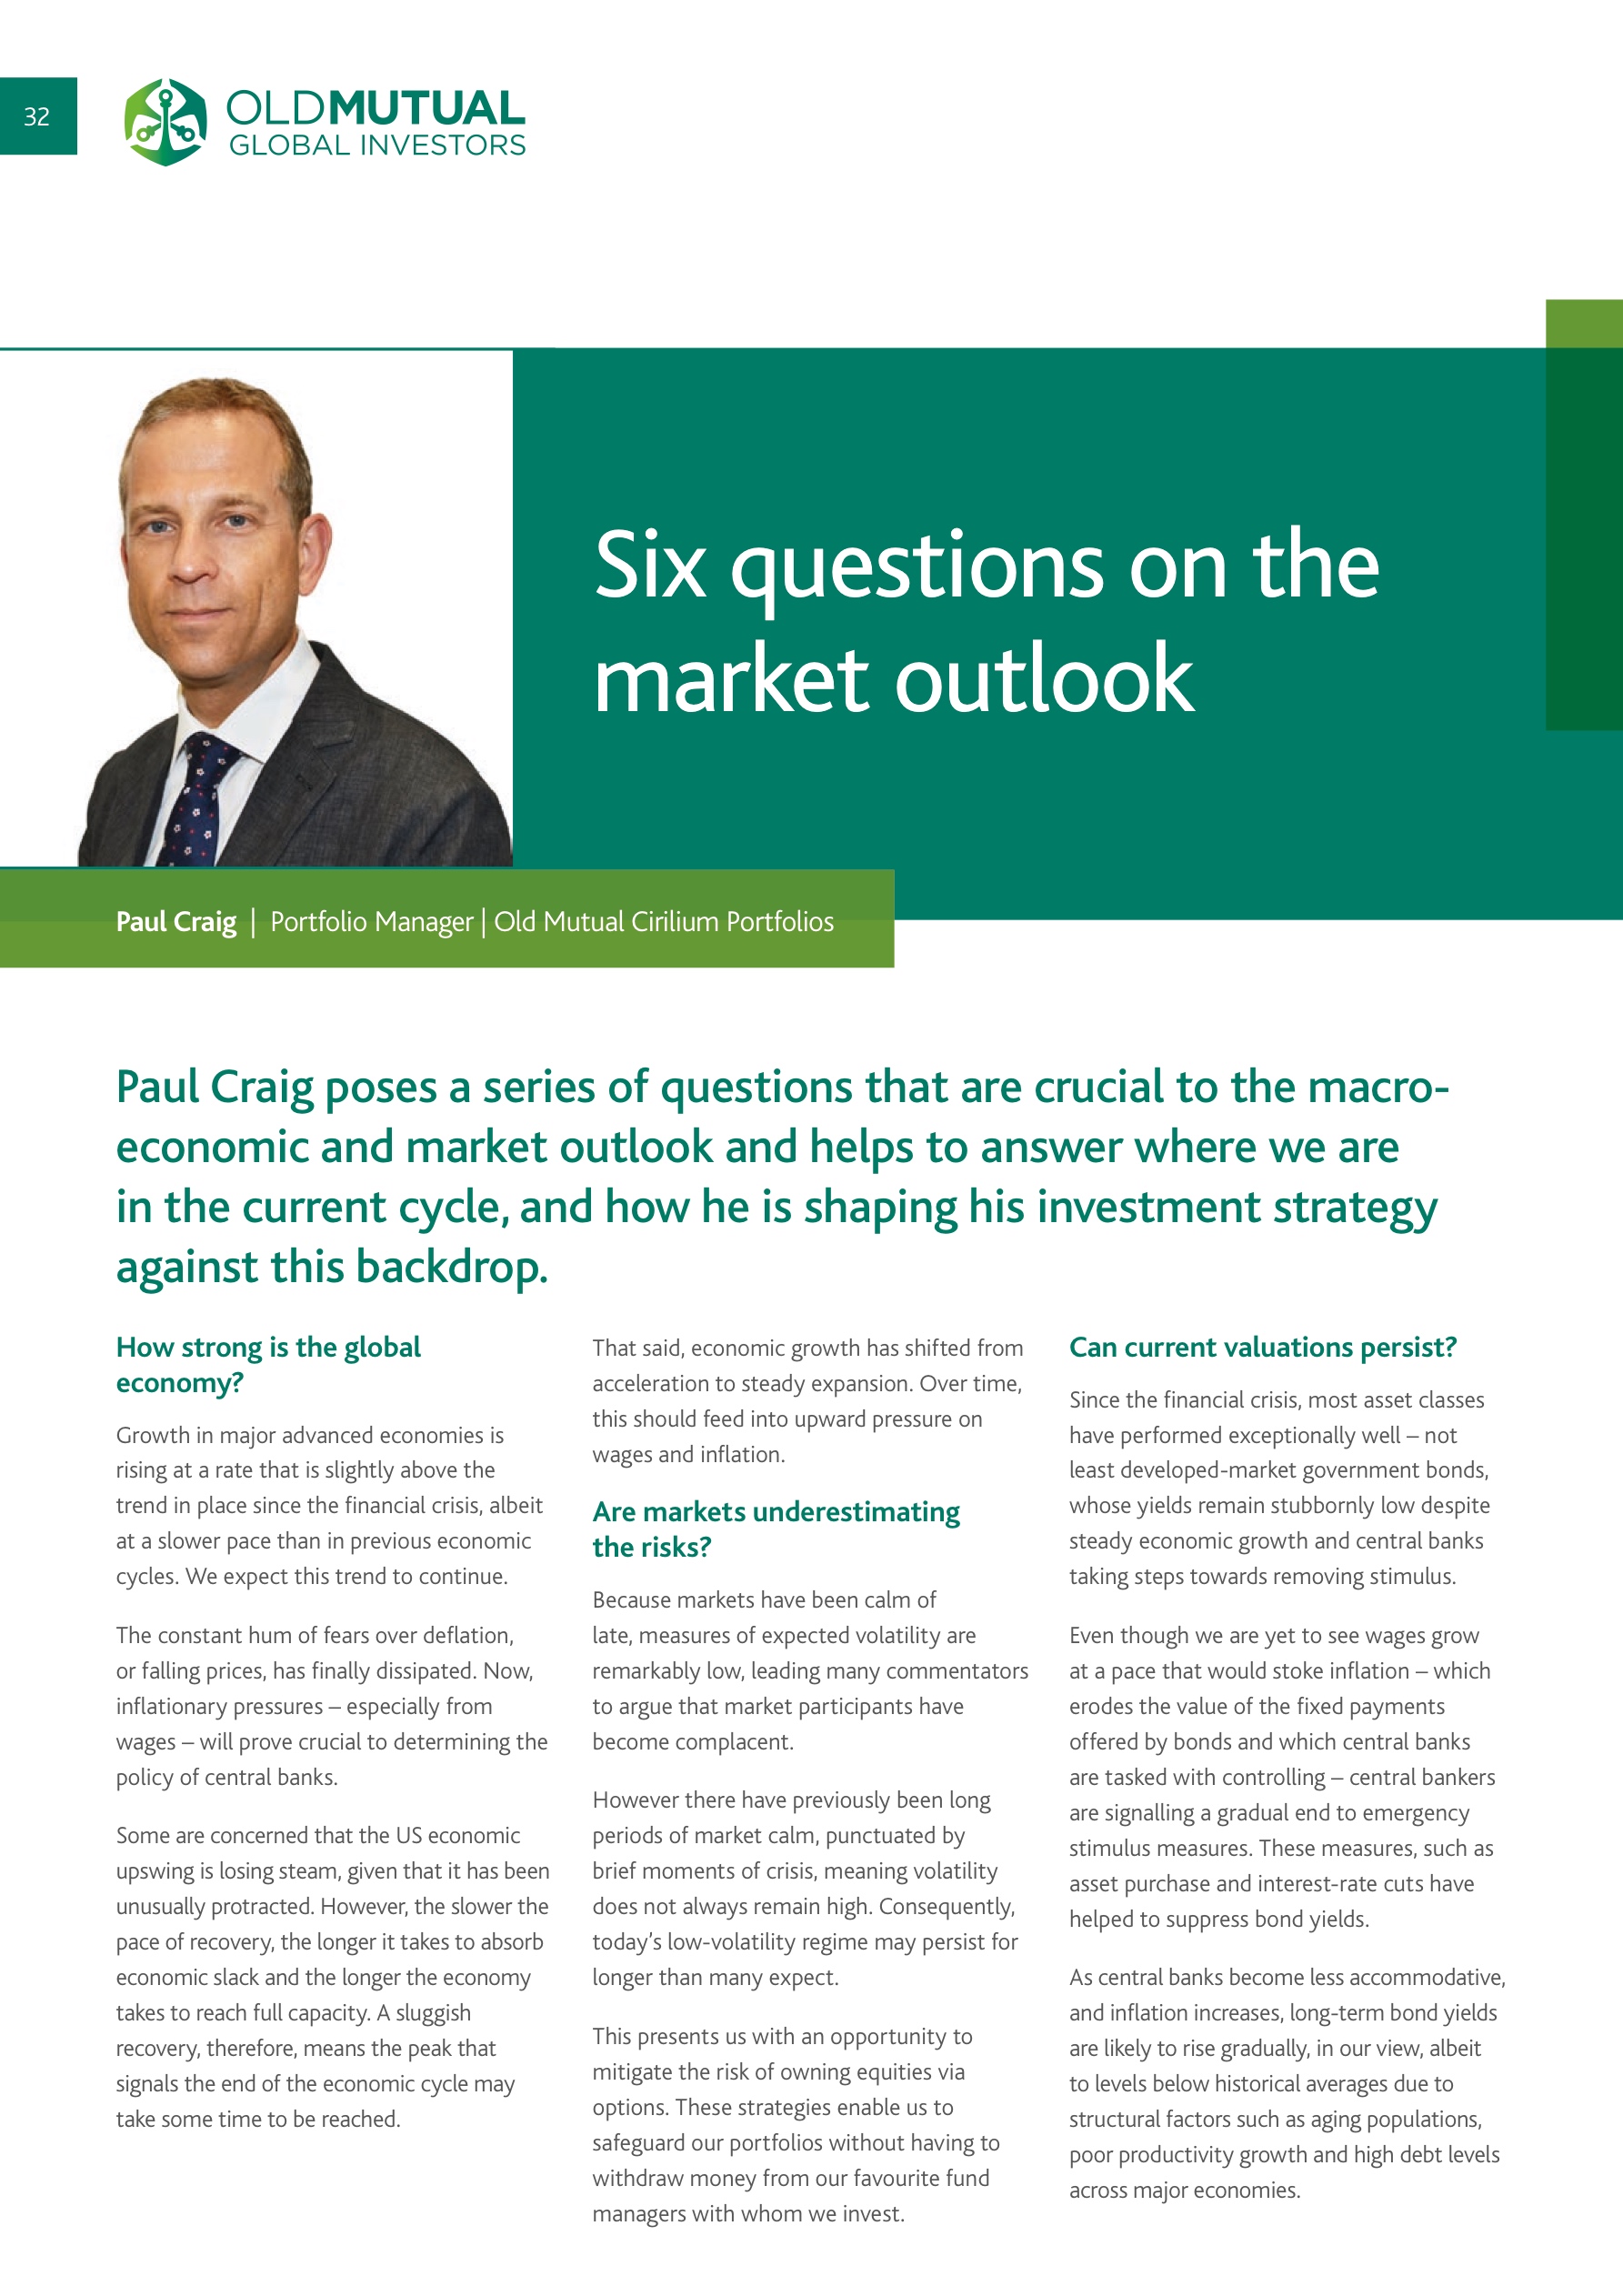 32
OLDMUTUAL
GLOBAL INVESTORS
Six questions on the
market outlook
Paul Craig | Portfolio Manager | Old Mutual Cirilium Portfolios
Paul Craig poses a series of questions that are crucial to the macro-
economic and market outlook and helps to answer where we are
in the current cycle, and how he is shaping his investment strategy
against this backdrop.
How strong is the global
economy?
Growth in major advanced economies is
rising at a rate that is slightly above the
trend in place since the financial crisis, albeit
at a slower pace than in previous economic
cycles. We expect this trend to continue.
The constant hum of fears over deflation,
or falling prices, has finally dissipated. Now,
inflationary pressures – especially from
wages – will prove crucial to determining the
policy of central banks.
Some are concerned that the US economic
upswing is losing steam, given that it has been
unusually protracted. However, the slower the
pace of recovery, the longer it takes to absorb
economic slack and the longer the economy
takes to reach full capacity. A sluggish
recovery, therefore, means the peak that
signals the end of the economic cycle may
take some time to be reached.
That said, economic growth has shifted from
acceleration to steady expansion. Over time,
this should feed into upward pressure on
wages and inflation.
Are markets underestimating
the risks?
Because markets have been calm of
late, measures of expected volatility are
remarkably low, leading many commentators
to argue that market participants have
become complacent.
However there have previously been long
periods of market calm, punctuated by
brief moments of crisis, meaning volatility
does not always remain high. Consequently,
today's low-volatility regime may persist for
longer than many expect.
This presents us with an opportunity to
mitigate the risk of owning equities via
options. These strategies enable us to
safeguard our portfolios without having to
withdraw money from our favourite fund
managers with whom we invest.
Can current valuations persist?
Since the financial crisis, most asset classes
have performed exceptionally well – not
least developed-market government bonds,
whose yields remain stubbornly low despite
steady economic growth and central banks
taking steps towards removing stimulus.
Even though we are yet to see wages grow
at a pace that would stoke inflation – which
erodes the value of the fixed payments
offered by bonds and which central banks
are tasked with controlling – central bankers
are signalling a gradual end to emergency
stimulus measures. These measures, such as
asset purchase and interest-rate cuts have
helped to suppress bond yields.
As central banks become less accommodative,
and inflation increases, long-term bond yields
are likely to rise gradually, in our view, albeit
to levels below historical averages due to
structural factors such as aging populations,
poor productivity growth and high debt levels
across major economies.